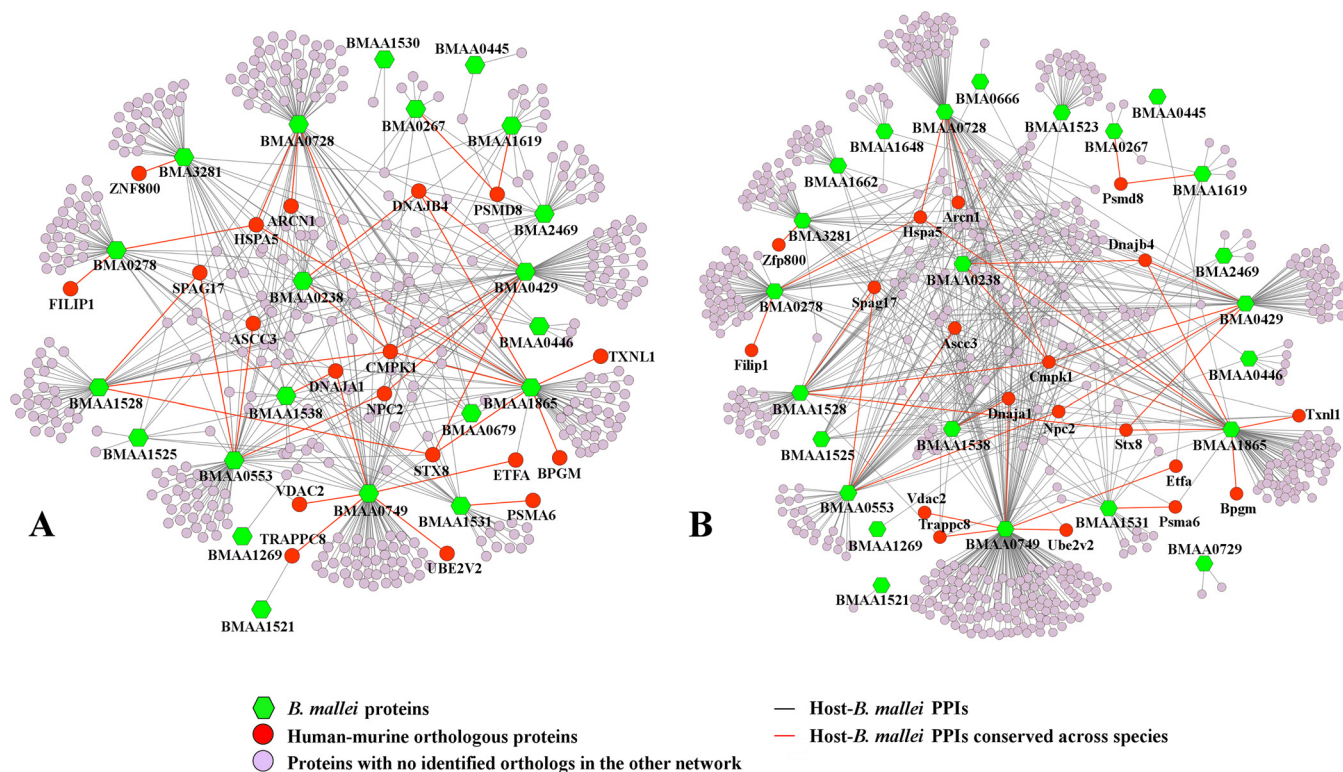 BMAA1530
BMAA0445
BMA0267
BMAA0728
BMAA1619
BMA3281
ZNF800
ARCN1
DNAJB4
PSMD8
HSPA5
BMA2469
BMA0278
SPAG17
BMAA0238
BMA0429
FILIP1
ASCC3
BMAA0446
CMPK1
TXNL1
DNAJA1
BMAA1528
BMAA1538
NPC2
BMAA1865
BMAA0679
BMAA1525
BMAA0553
STX8
ETFA
BPGM
VDAC2
BMAA0749
BMAA1531
PSMA6
A
BMAA1269
TRAPPC8
UBE2V2
BMAA1521
B
BMA0666
BMAA0728
BMAA1523
BMAA0445
BMAA1648
BMA0267
BMAA1662
BMAA1619
Psmd8
Arcn1
BMA3281
Hspa5
Dnajb4
Zfp800
BMAA0238
BMA2469
BMA0278
Spag17
BMA0429
Ascc3
Filip1
Cmpk1
BMAA0446
BMAA1528
Dnaja1
Npc2
Txnl1
BMAA1525
BMAA1538
Stx8
BMAA1865
Etfa
BMAA0553
Vdac2
Bpgm
BMAA1531
Psma6
BMAA1269
Trappc8
BMAA0749
Ube2v2
BMAA0729
BMAA1521
B. mallei proteins
Human-murine orthologous proteins
Proteins with no identified orthologs in the other network
Host-B. mallei PPIs
Host-B. mallei PPIs conserved across species